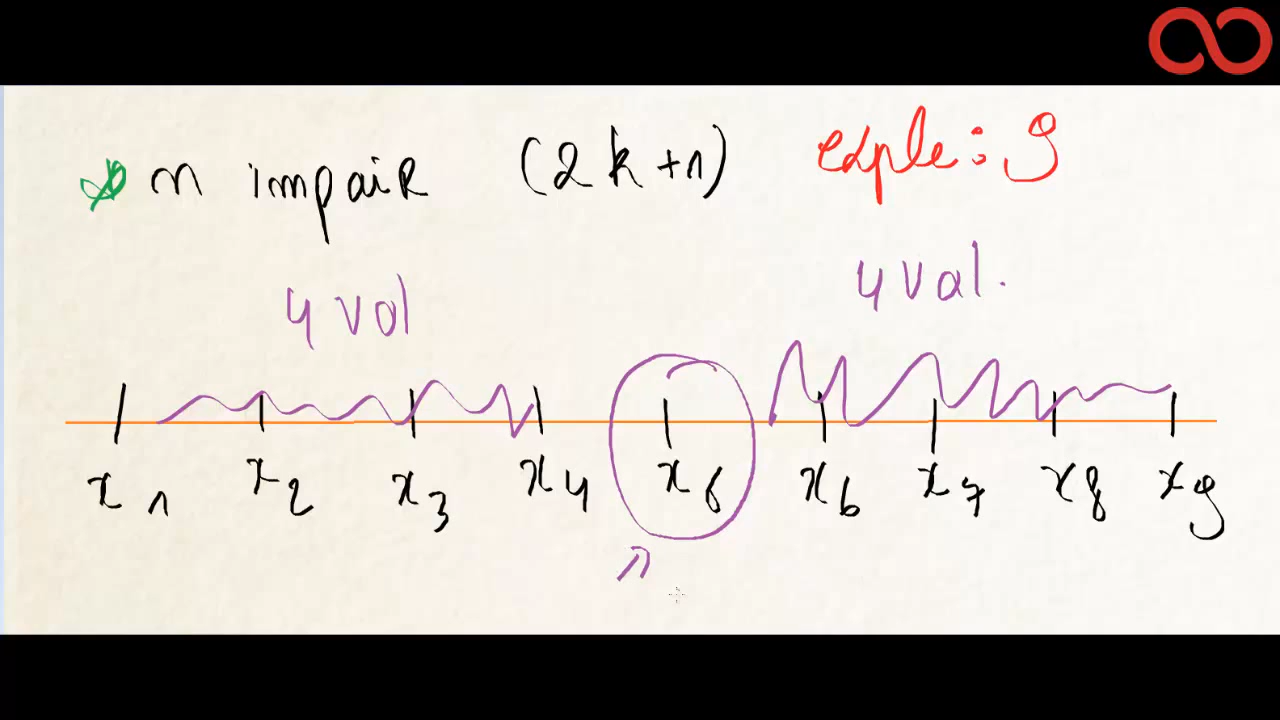 n impair (2k+1) exple : 9
4 val 4 val.
x1 x2 x3 x4 x5 x6 x7 x8 x9